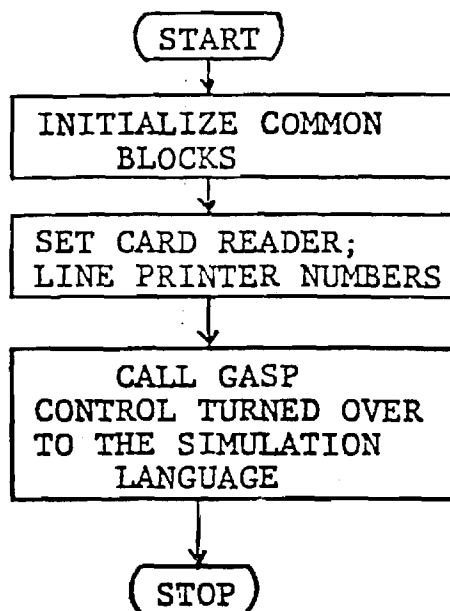 START
INITIALIZE COMMON
BLOCKS
SET CARD READER;
LINE PRINTER NUMBERS
CALL GASP
CONTROL TURNED OVER
TO THE SIMULATION
LANGUAGE
STOP